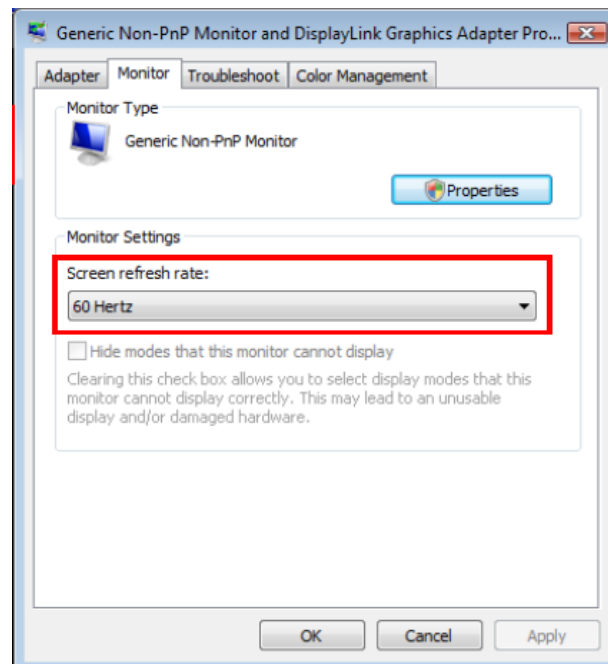 Generic Non-PnP Monitor and DisplayLink Graphics Adapter Pro...
Adapter Monitor Troubleshoot Color Management
Monitor Type
Generic Non-PnP Monitor
Properties
Monitor Settings
Screen refresh rate:
60 Hertz
Hide modes that this monitor cannot display
Clearing this check box allows you to select display modes that this
monitor cannot display correctly. This may lead to an unusable
display and/or damaged hardware.
OK Cancel Apply